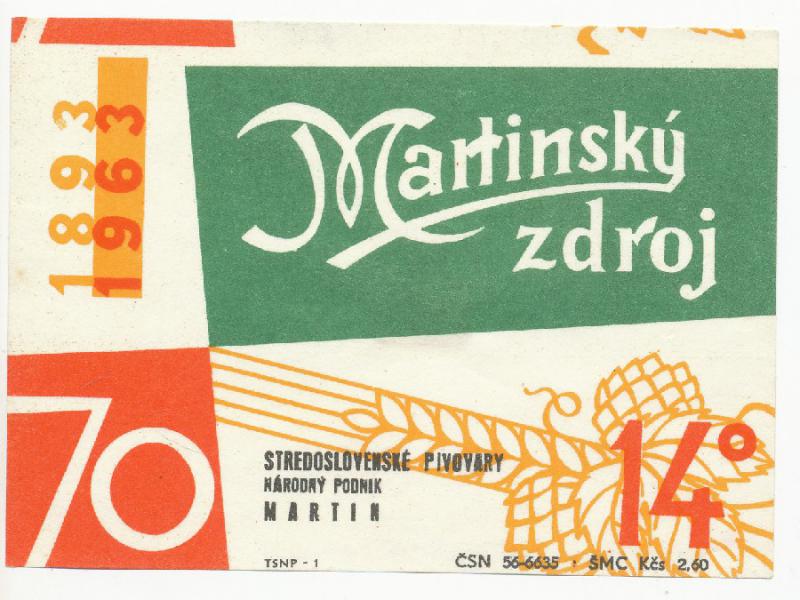 1893
1963
Martinský
zdroj
70
14°
STREDOSLOVENSKÉ PIVOVARY
NÁRODNÝ PODNIK
MARTIN
TSNP - 1
ČSN 56-6635 · ŠMC Kčs 2,60